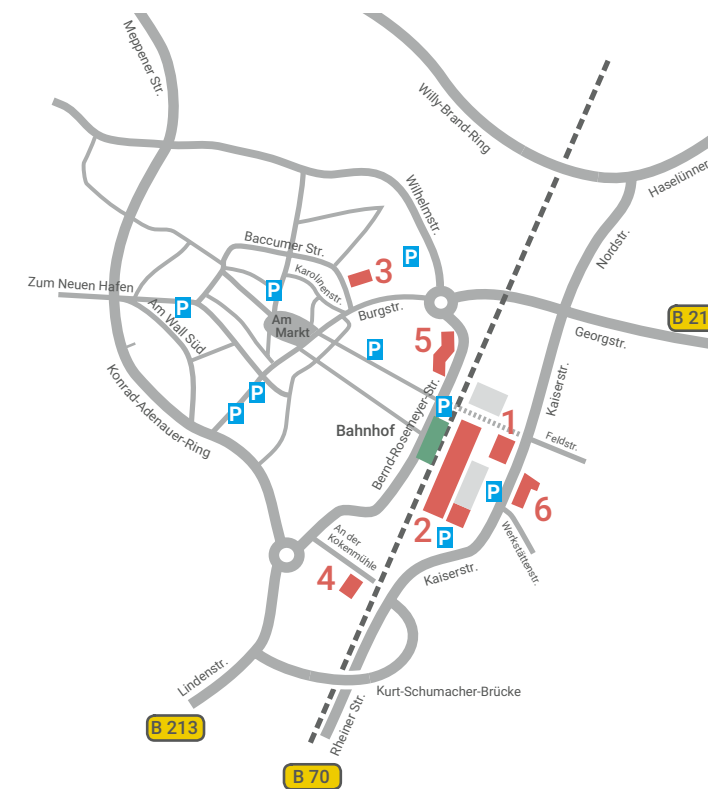 Meppener Str.
Willy-Brand-Ring
Haselünner
Wilhelmstr.
Nordstr.
Baccumer Str.
P
3
Karolinenstr.
Zum Neuen Hafen
P
P
Am Wall Süd
Am
Markt
Burgstr.
B 21
Georgstr.
5
P
Konrad-Adenauer-Ring
P
P
Kaiserstr.
Bernd-Rosemeyer-Str.
P
1
Bahnhof
Feldstr.
P
6
2
P
An der
Kokenmühle
Werkstättenstr.
4
Kaiserstr.
Lindenstr.
Kurt-Schumacher-Brücke
Rheiner Str.
B 213
B 70